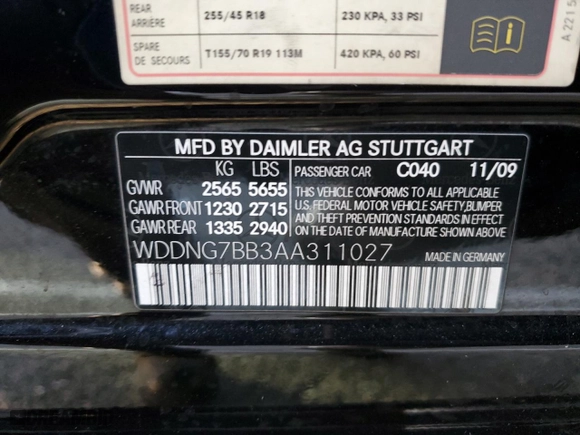 REAR
ARRIÈRE
255/45 R18
230 KPA, 33 PSI
SPARE
DE SECOURS
T155/70 R19 113M
420 KPA, 60 PSI
A 221 5
MFD BY DAIMLER AG STUTTGART
KG LBS
PASSENGER CAR C040 11/09
GVWR 2565 5655
THIS VEHICLE CONFORMS TO ALL APPLICABLE
GAWR FRONT 1230 2715
U.S. FEDERAL MOTOR VEHICLE SAFETY,BUMPER
AND THEFT PREVENTION STANDARDS IN
GAWR REAR 1335 2940
EFFECT ON THE DATE OF MANUFACTURE
SHOWN ABOVE.
WDDNG7BB3AA311027
MADE IN GERMANY